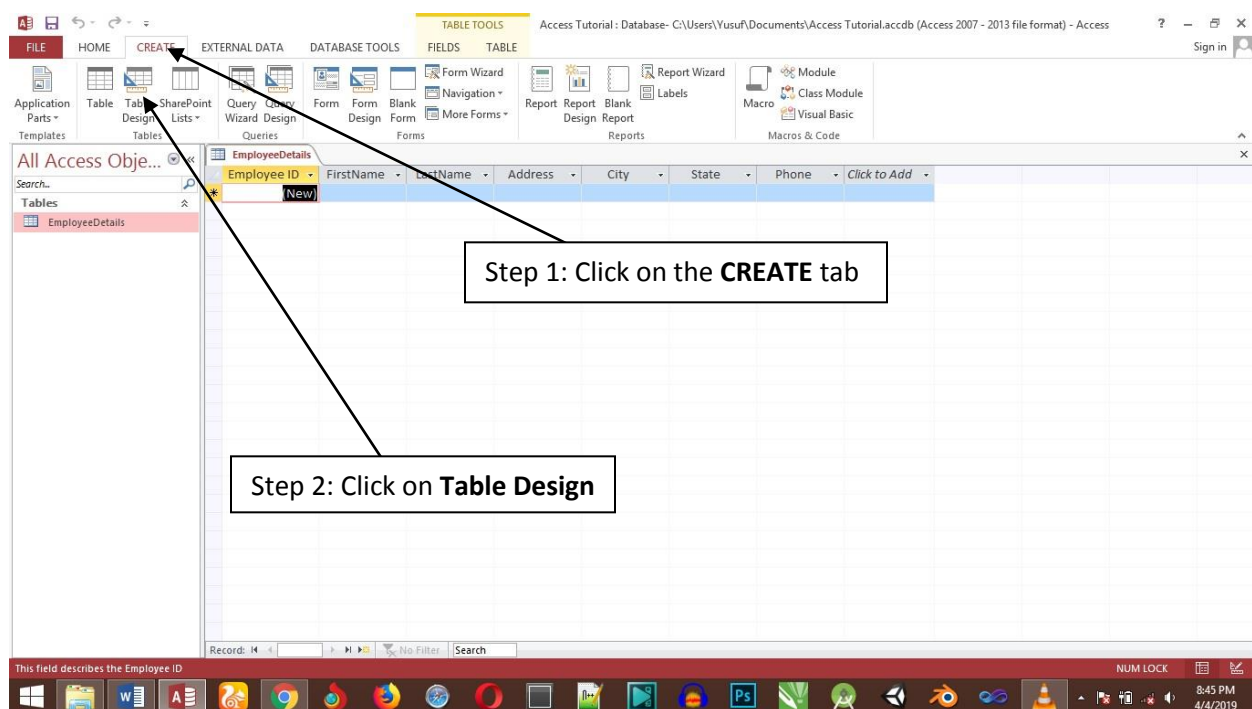 TABLE TOOLS
Access Tutorial : Database- C:\Users\Yusuf\Documents\Access Tutorial.accdb (Access 2007 - 2013 file format) - Access
?
FILE HOME CREATE EXTERNAL DATA DATABASE TOOLS FIELDS TABLE
Sign in
Application Parts
Table
Table Design
SharePoint Lists
Query Wizard
Query Design
Form
Form Design
Blank Form
Form Wizard
Navigation
More Forms
Report
Report Design
Blank Report
Report Wizard
Labels
Macro
Module
Class Module
Visual Basic
Templates Tables Queries Forms Reports Macros & Code
All Access Obje...
Search...
Tables
EmployeeDetails
EmployeeDetails
Employee ID FirstName LastName Address City State Phone Click to Add
(New)
Step 1: Click on the CREATE tab
Step 2: Click on Table Design
Record: No Filter Search
This field describes the Employee ID
NUM LOCK
Ps
8:45 PM
4/4/2019